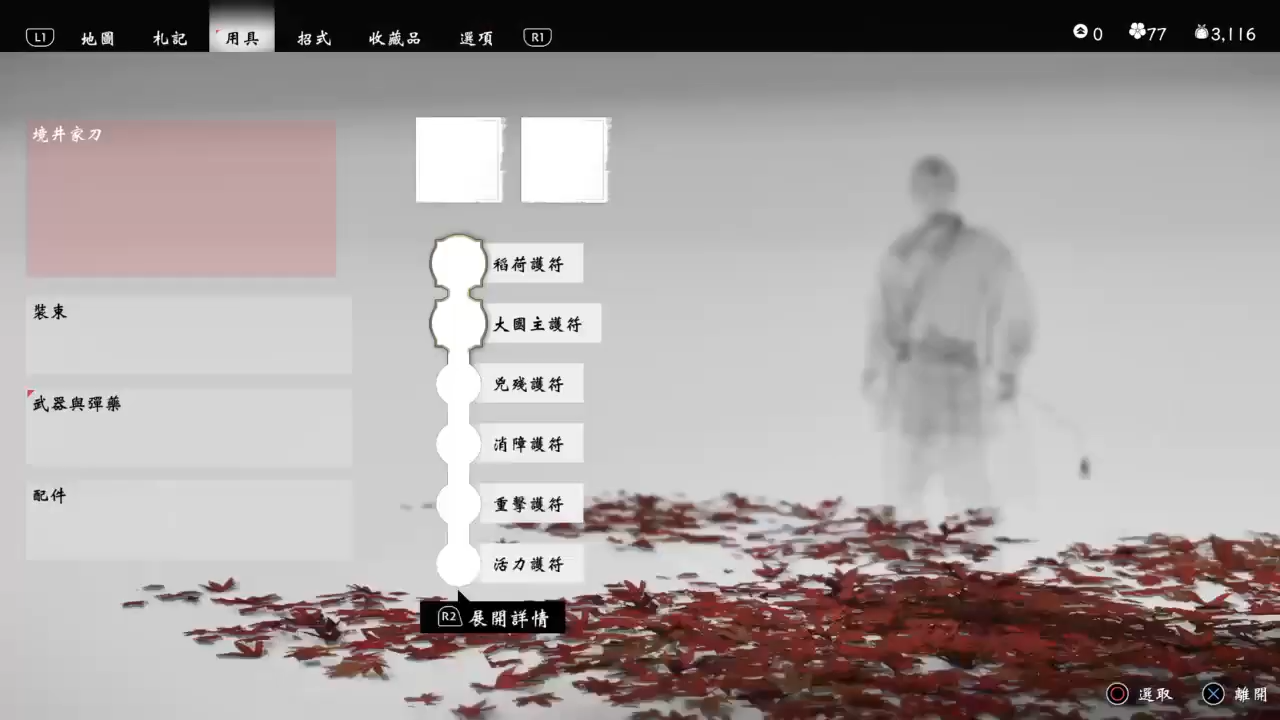 L1 地圖 札記 用具 招式 收藏品 選項 R1
0 77 3,116
境井家刀
裝束
武器與彈藥
配件
稻荷護符
大國主護符
兇殘護符
消障護符
重擊護符
活力護符
R2 展開詳情
選取 離開